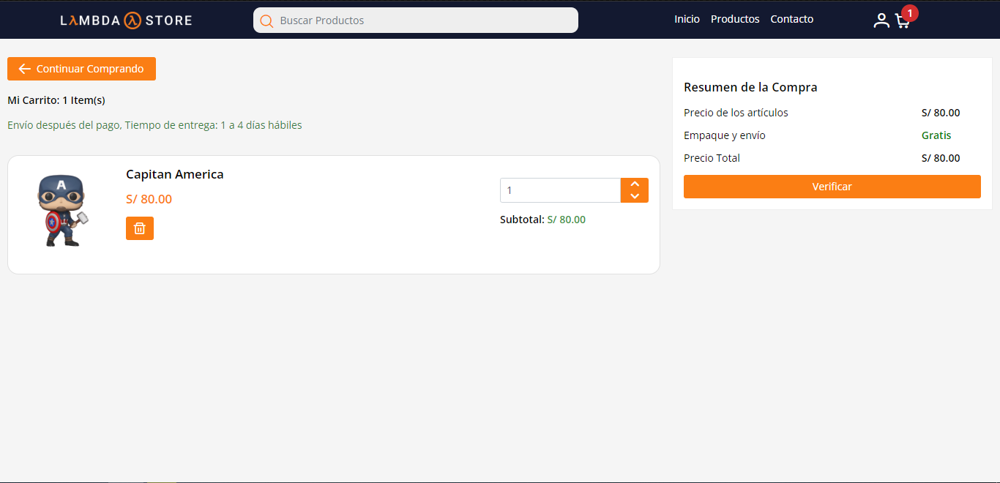 LAMBDA STORE
Buscar Productos
Inicio Productos Contacto
1
Continuar Comprando
Mi Carrito: 1 Item(s)
Envío después del pago, Tiempo de entrega: 1 a 4 días hábiles
A
Capitan America
S/ 80.00
1
Subtotal: S/ 80.00
Resumen de la Compra
Precio de los artículos S/ 80.00
Empaque y envío Gratis
Precio Total S/ 80.00
Verificar